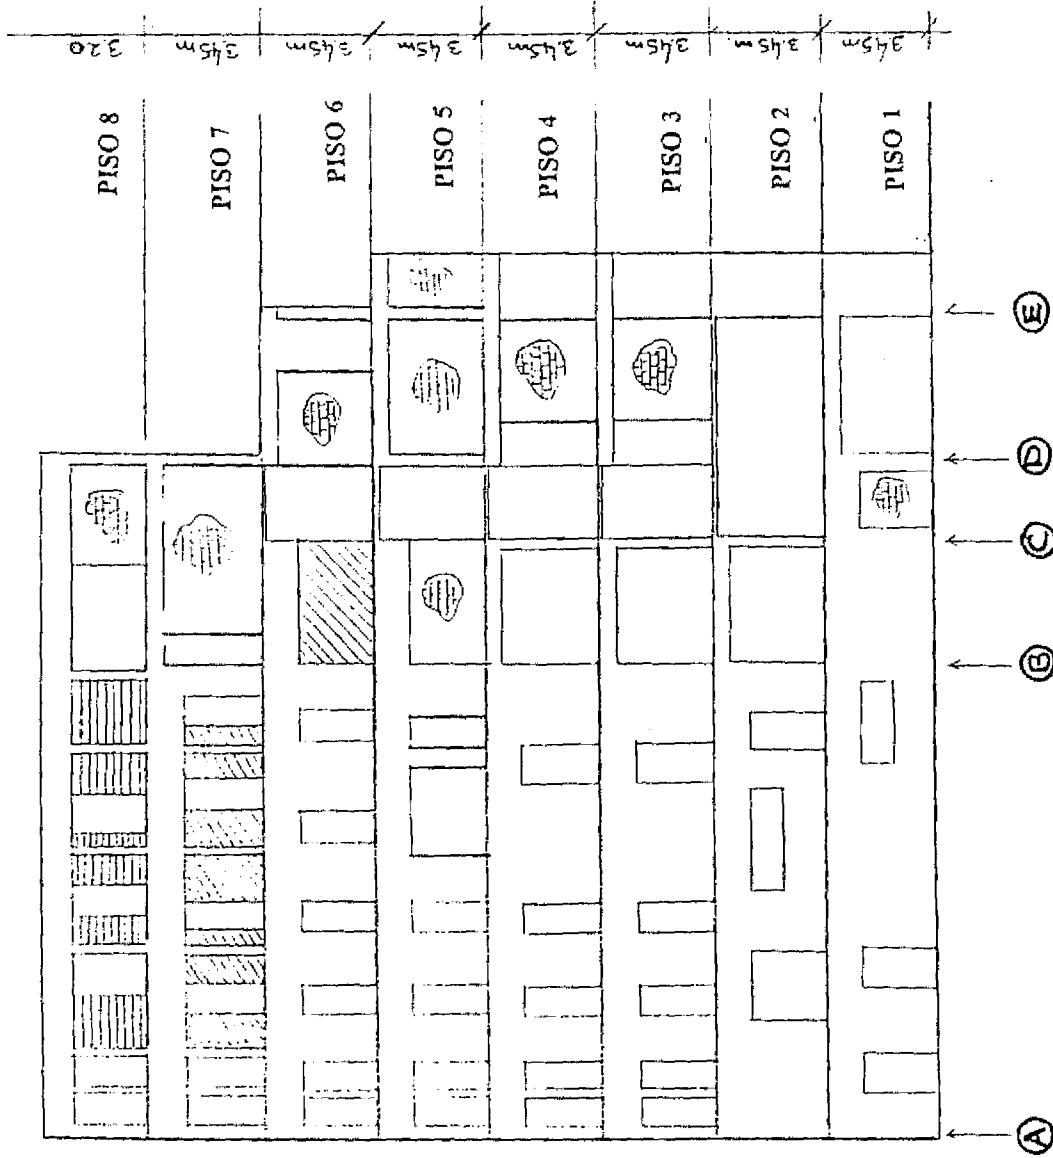 3.20
3.45m
3.45m
3.45m
3.45m
3.45m
3.45m
3.45m
PISO 8
PISO 7
PISO 6
PISO 5
PISO 4
PISO 3
PISO 2
PISO 1
A
B
C
D
E